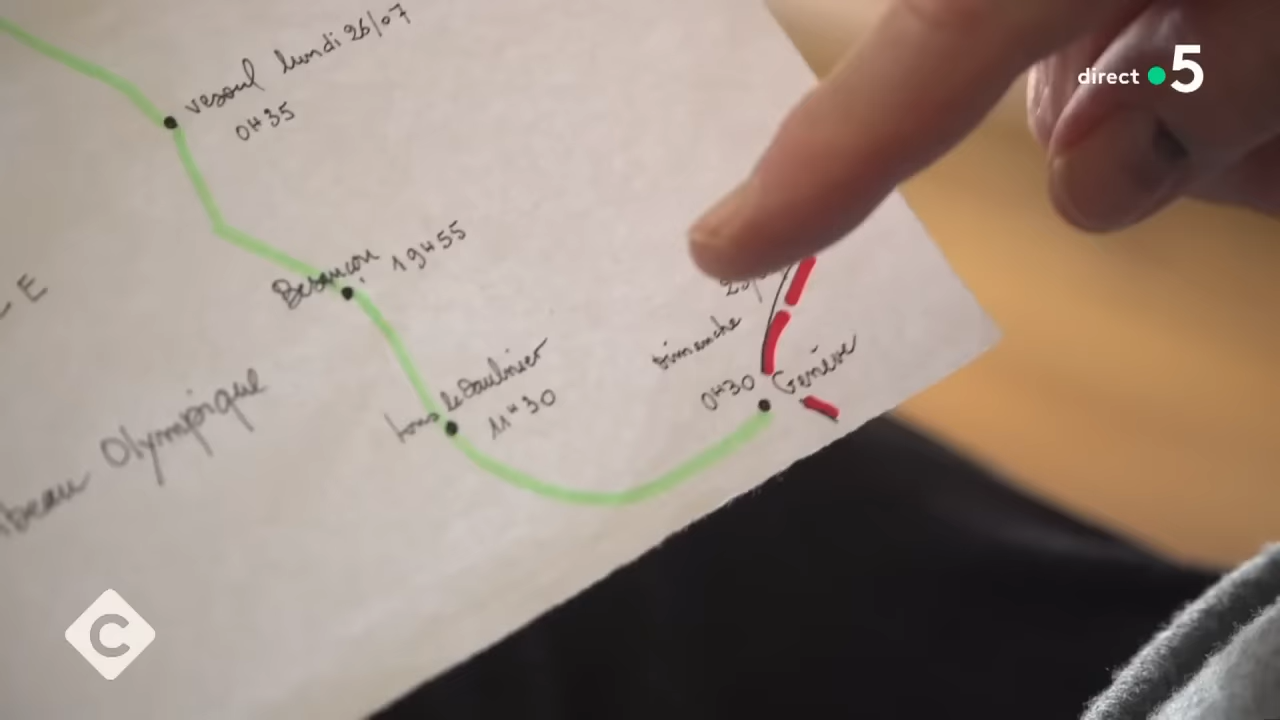 vesoul lundi 26/07
0H35
direct 5
E
Besançon 19H55
Lons le Saulnier
11H30
Dimanche
0H30 Genève
Olympique
C